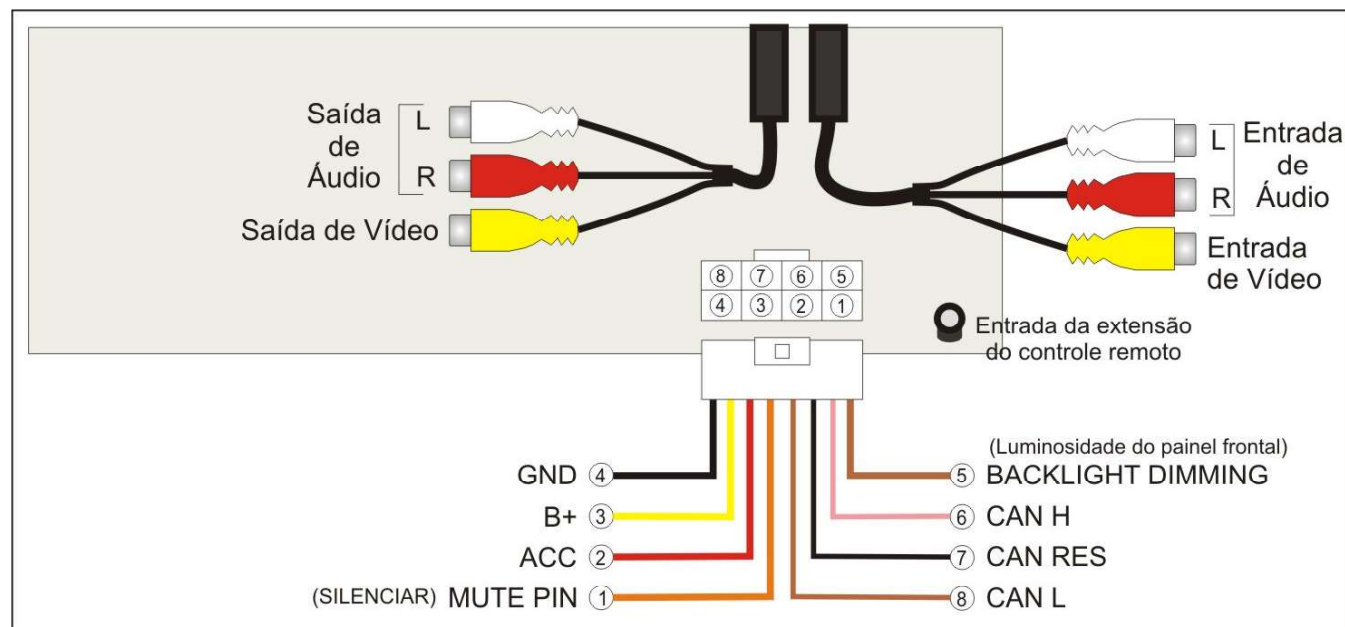 Saída
de
Áudio
L
R
Saída de Vídeo
L
R
Entrada
de
Áudio
Entrada
de Vídeo
8 7 6 5
4 3 2 1
Entrada da extensão
do controle remoto
GND 4
B+ 3
ACC 2
(SILENCIAR) MUTE PIN 1
(Luminosidade do painel frontal)
5 BACKLIGHT DIMMING
6 CAN H
7 CAN RES
8 CAN L